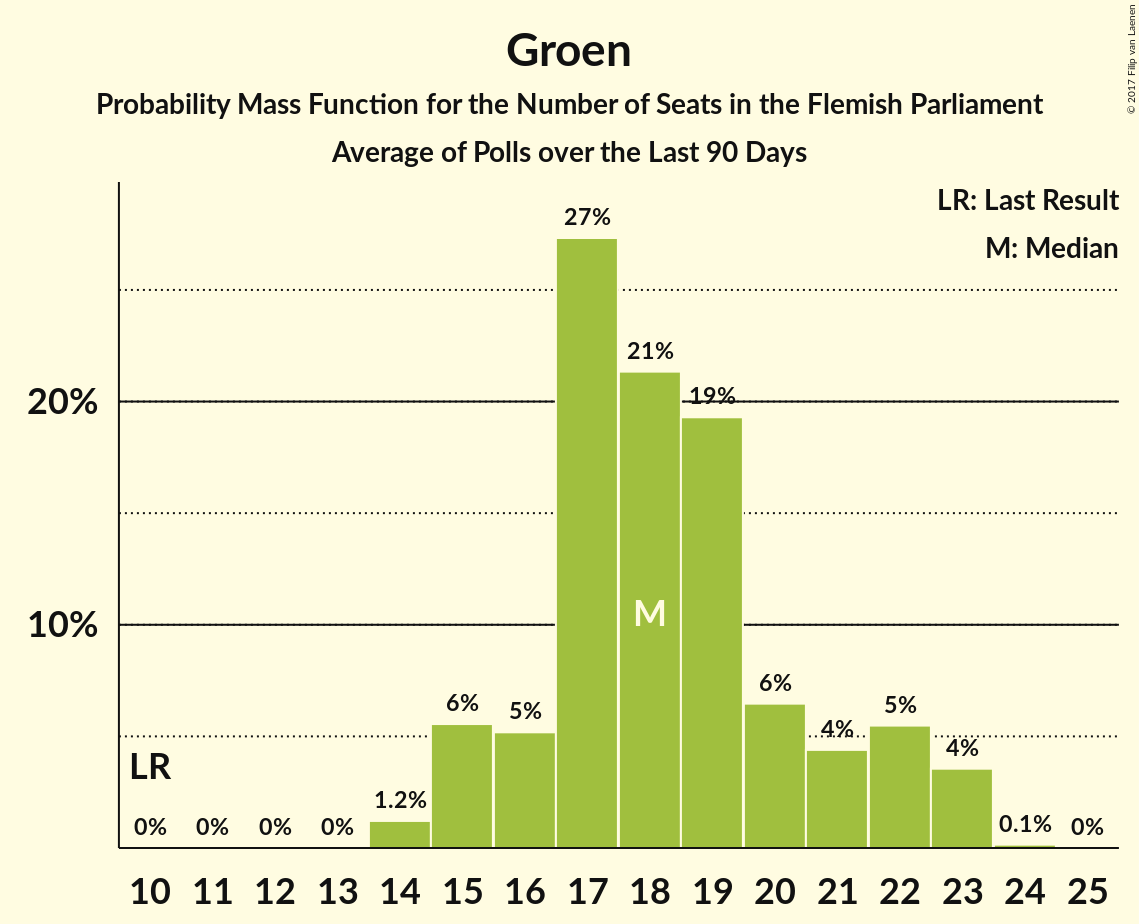 Groen
Probability Mass Function for the Number of Seats in the Flemish Parliament
Average of Polls over the Last 90 Days
© 2017 Filip van Laenen
LR: Last Result
M: Median
27%
21%
20%
19%
M
10%
6%
5%
6%
4%
5%
4%
LR
1.2%
0.1%
0% 0% 0% 0% 0%
10 11 12 13 14 15 16 17 18 19 20 21 22 23 24 25